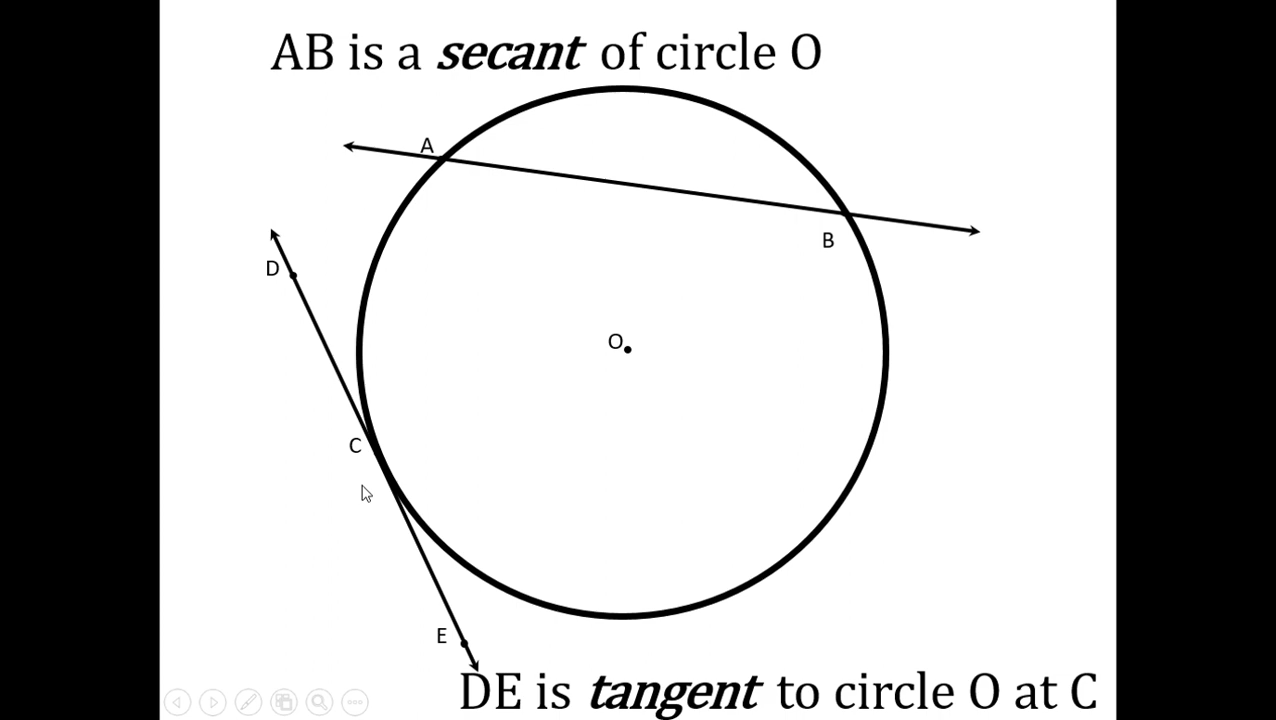 AB is a secant of circle O
A
B
D
O
C
E
DE is tangent to circle O at C